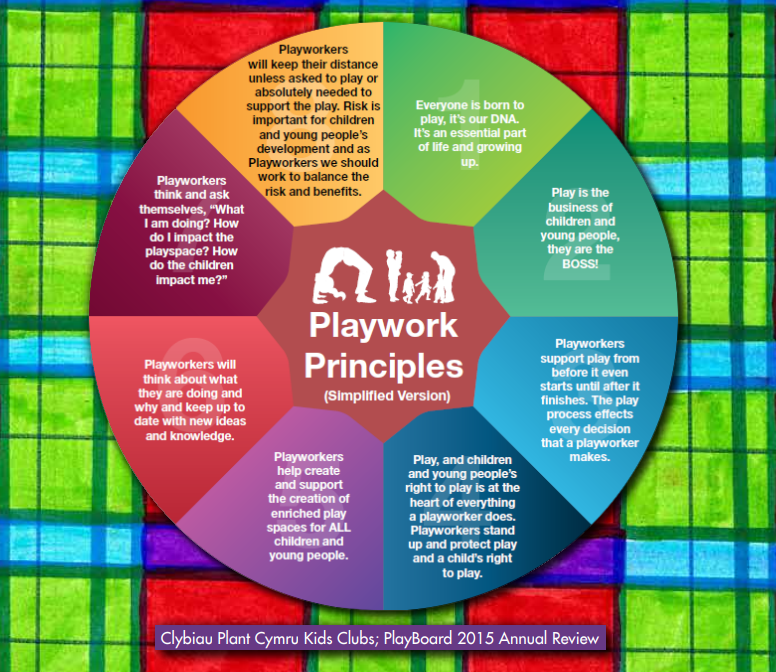 Playwork
Principles
(Simplified Version)
1
Everyone is born to
play, it's our DNA.
It's an essential part
of life and growing
up.
2
Play is the
business of
children and
young people,
they are the
BOSS!
Playworkers
support play from
before it even
starts until after it
finishes. The play
process effects
every decision
that a playworker
makes.
Play, and children
and young people's
right to play is at the
heart of everything
a playworker does.
Playworkers stand
up and protect play
and a child's right
to play.
Playworkers
help create
and support
the creation of
enriched play
spaces for ALL
children and
young people.
Playworkers will
think about what
they are doing and
why and keep up to
date with new ideas
and knowledge.
Playworkers
think and ask
themselves, “What
I am doing? How
do I impact the
playspace? How
do the children
impact me?”
Playworkers
will keep their distance
unless asked to play or
absolutely needed to
support the play. Risk is
important for children
and young people's
development and as
Playworkers we should
work to balance the
risk and benefits.
Clybiau Plant Cymru Kids Clubs; PlayBoard 2015 Annual Review